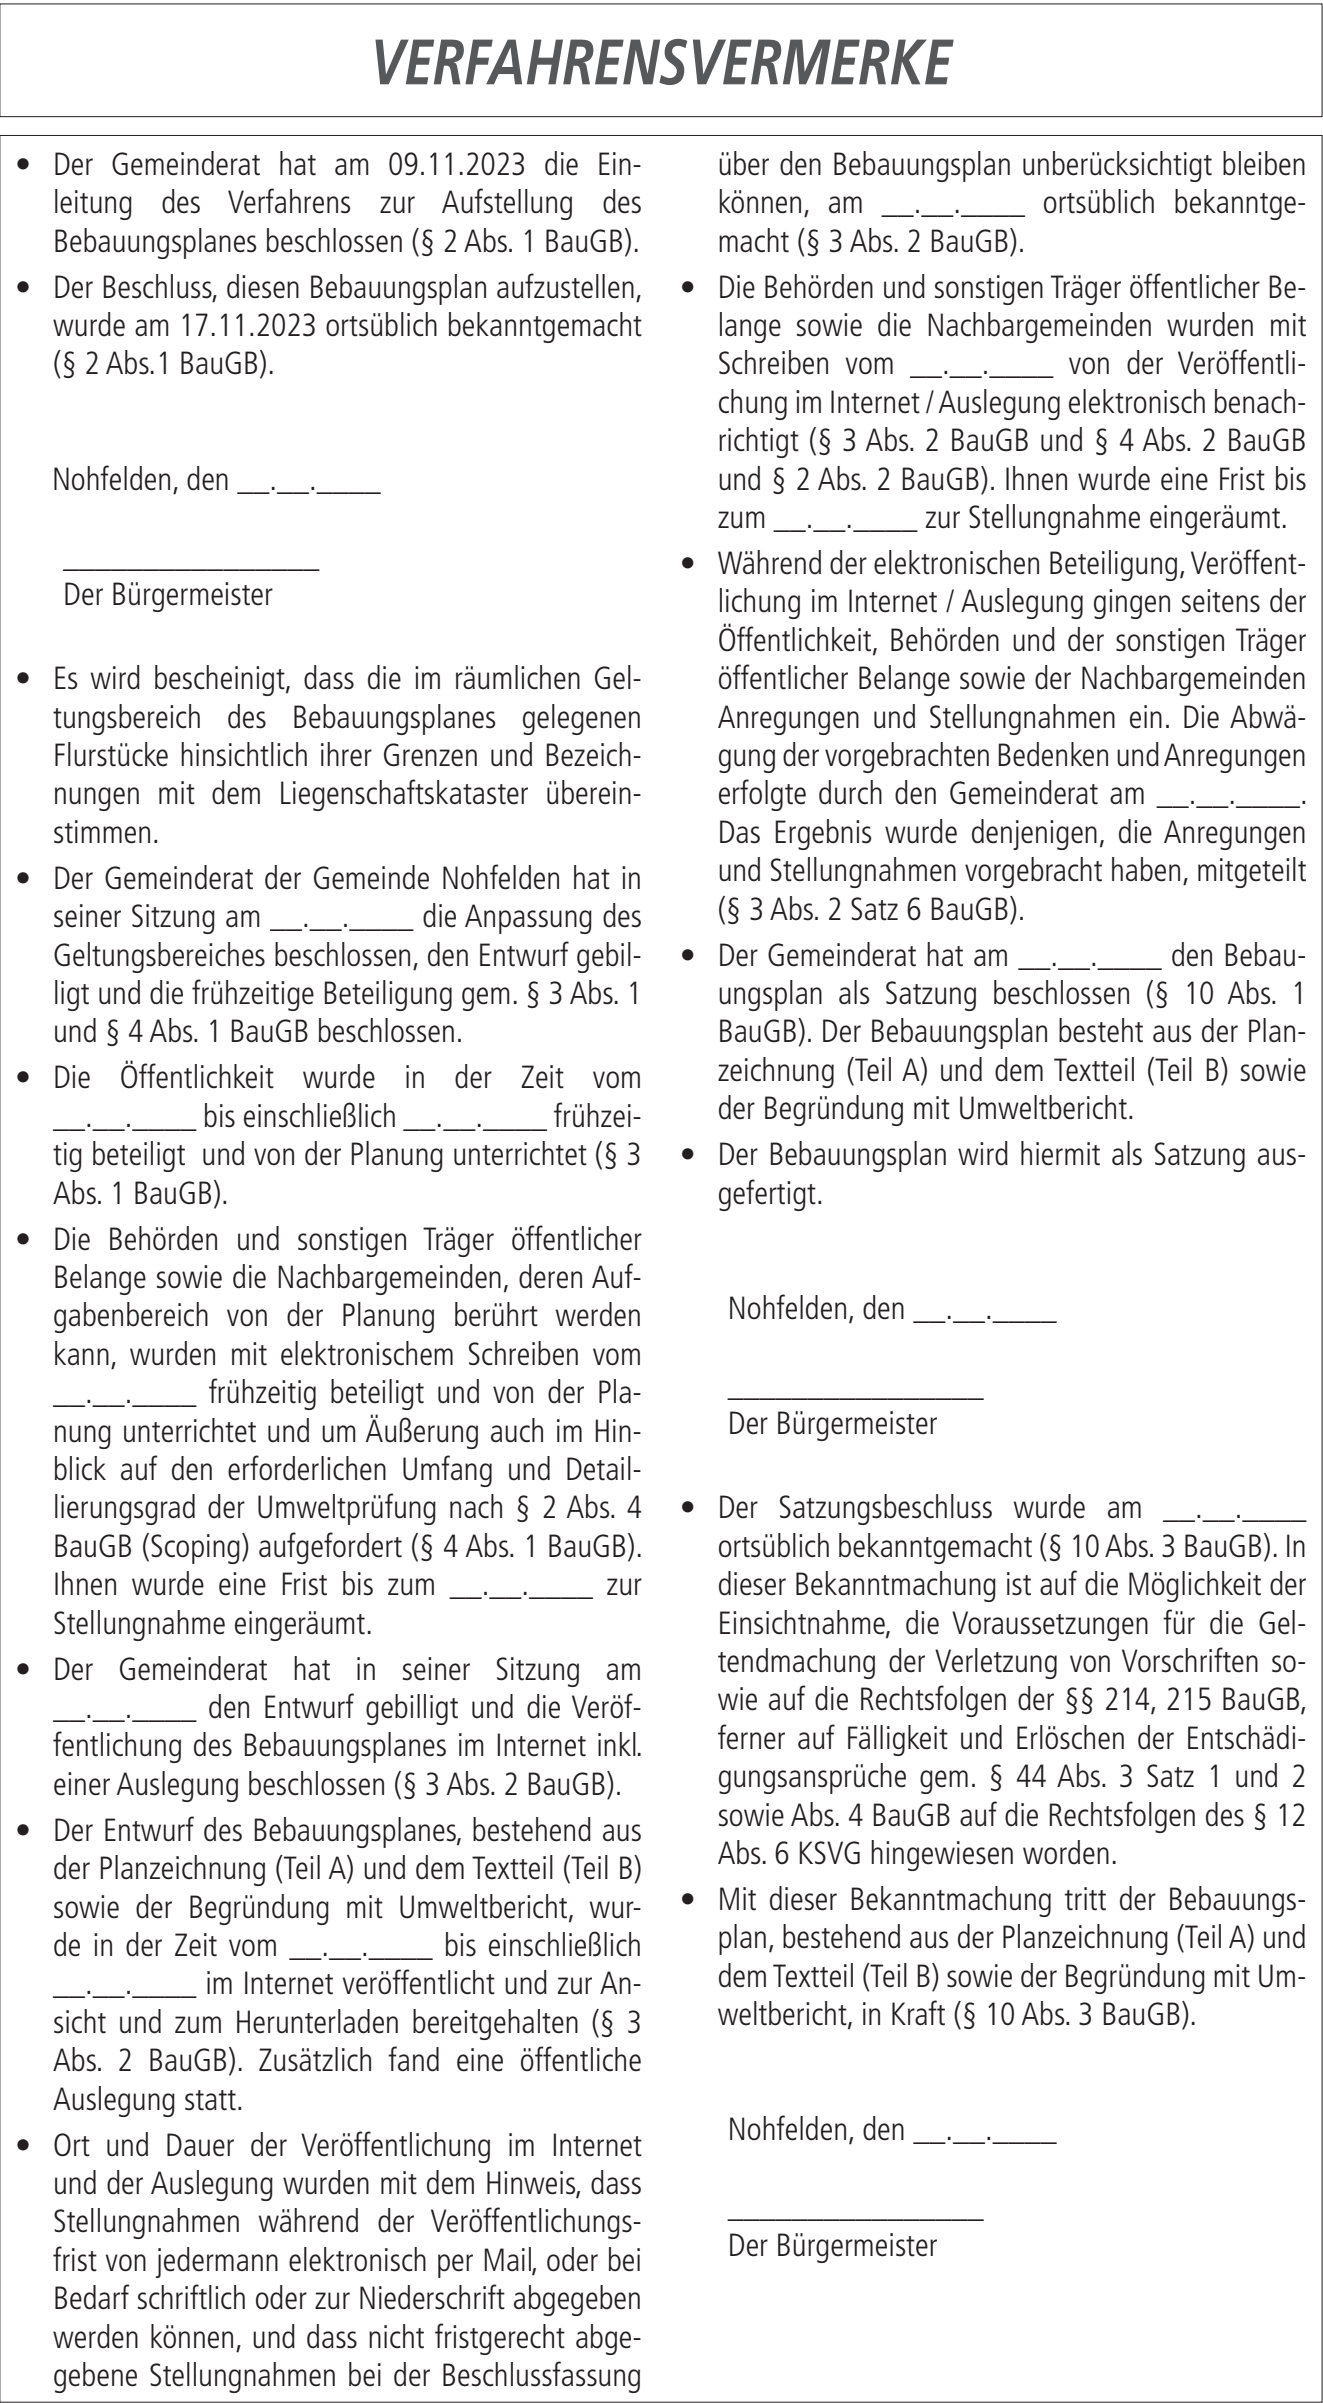 VERFAHRENSVERMERKE
• Der Gemeinderat hat am 09.11.2023 die Ein-
leitung des Verfahrens zur Aufstellung des
Bebauungsplanes beschlossen (§ 2 Abs. 1 BauGB).
• Der Beschluss, diesen Bebauungsplan aufzustellen,
wurde am 17.11.2023 ortsüblich bekanntgemacht
(§ 2 Abs.1 BauGB).
Nohfelden, den __.__.____
________________
Der Bürgermeister
• Es wird bescheinigt, dass die im räumlichen Gel-
tungsbereich des Bebauungsplanes gelegenen
Flurstücke hinsichtlich ihrer Grenzen und Bezeich-
nungen mit dem Liegenschaftskataster überein-
stimmen.
• Der Gemeinderat der Gemeinde Nohfelden hat in
seiner Sitzung am __.__.____ die Anpassung des
Geltungsbereiches beschlossen, den Entwurf gebil-
ligt und die frühzeitige Beteiligung gem. § 3 Abs. 1
und § 4 Abs. 1 BauGB beschlossen.
• Die Öffentlichkeit wurde in der Zeit vom
__.__.____ bis einschließlich __.__.____ frühzei-
tig beteiligt und von der Planung unterrichtet (§ 3
Abs. 1 BauGB).
• Die Behörden und sonstigen Träger öffentlicher
Belange sowie die Nachbargemeinden, deren Auf-
gabenbereich von der Planung berührt werden
kann, wurden mit elektronischem Schreiben vom
__.__.____ frühzeitig beteiligt und von der Pla-
nung unterrichtet und um Äußerung auch im Hin-
blick auf den erforderlichen Umfang und Detail-
lierungsgrad der Umweltprüfung nach § 2 Abs. 4
BauGB (Scoping) aufgefordert (§ 4 Abs. 1 BauGB).
Ihnen wurde eine Frist bis zum __.__.____ zur
Stellungnahme eingeräumt.
• Der Gemeinderat hat in seiner Sitzung am
__.__.____ den Entwurf gebilligt und die Veröf-
fentlichung des Bebauungsplanes im Internet inkl.
einer Auslegung beschlossen (§ 3 Abs. 2 BauGB).
• Der Entwurf des Bebauungsplanes, bestehend aus
der Planzeichnung (Teil A) und dem Textteil (Teil B)
sowie der Begründung mit Umweltbericht, wur-
de in der Zeit vom __.__.____ bis einschließlich
__.__.____ im Internet veröffentlicht und zur An-
sicht und zum Herunterladen bereitgehalten (§ 3
Abs. 2 BauGB). Zusätzlich fand eine öffentliche
Auslegung statt.
• Ort und Dauer der Veröffentlichung im Internet
und der Auslegung wurden mit dem Hinweis, dass
Stellungnahmen während der Veröffentlichungs-
frist von jedermann elektronisch per Mail, oder bei
Bedarf schriftlich oder zur Niederschrift abgegeben
werden können, und dass nicht fristgerecht abge-
gebene Stellungnahmen bei der Beschlussfassung
über den Bebauungsplan unberücksichtigt bleiben
können, am __.__.____ ortsüblich bekanntge-
macht (§ 3 Abs. 2 BauGB).
• Die Behörden und sonstigen Träger öffentlicher Be-
lange sowie die Nachbargemeinden wurden mit
Schreiben vom __.__.____ von der Veröffentli-
chung im Internet / Auslegung elektronisch benach-
richtigt (§ 3 Abs. 2 BauGB und § 4 Abs. 2 BauGB
und § 2 Abs. 2 BauGB). Ihnen wurde eine Frist bis
zum __.__.____ zur Stellungnahme eingeräumt.
• Während der elektronischen Beteiligung, Veröffent-
lichung im Internet / Auslegung gingen seitens der
Öffentlichkeit, Behörden und der sonstigen Träger
öffentlicher Belange sowie der Nachbargemeinden
Anregungen und Stellungnahmen ein. Die Abwä-
gung der vorgebrachten Bedenken und Anregungen
erfolgte durch den Gemeinderat am __.__.____.
Das Ergebnis wurde denjenigen, die Anregungen
und Stellungnahmen vorgebracht haben, mitgeteilt
(§ 3 Abs. 2 Satz 6 BauGB).
• Der Gemeinderat hat am __.__.____ den Bebau-
ungsplan als Satzung beschlossen (§ 10 Abs. 1
BauGB). Der Bebauungsplan besteht aus der Plan-
zeichnung (Teil A) und dem Textteil (Teil B) sowie
der Begründung mit Umweltbericht.
• Der Bebauungsplan wird hiermit als Satzung aus-
gefertigt.
Nohfelden, den __.__.____
________________
Der Bürgermeister
• Der Satzungsbeschluss wurde am __.__.____
ortsüblich bekanntgemacht (§ 10 Abs. 3 BauGB). In
dieser Bekanntmachung ist auf die Möglichkeit der
Einsichtnahme, die Voraussetzungen für die Gel-
tendmachung der Verletzung von Vorschriften so-
wie auf die Rechtsfolgen der §§ 214, 215 BauGB,
ferner auf Fälligkeit und Erlöschen der Entschädi-
gungsansprüche gem. § 44 Abs. 3 Satz 1 und 2
sowie Abs. 4 BauGB auf die Rechtsfolgen des § 12
Abs. 6 KSVG hingewiesen worden.
• Mit dieser Bekanntmachung tritt der Bebauungs-
plan, bestehend aus der Planzeichnung (Teil A) und
dem Textteil (Teil B) sowie der Begründung mit Um-
weltbericht, in Kraft (§ 10 Abs. 3 BauGB).
Nohfelden, den __.__.____
________________
Der Bürgermeister